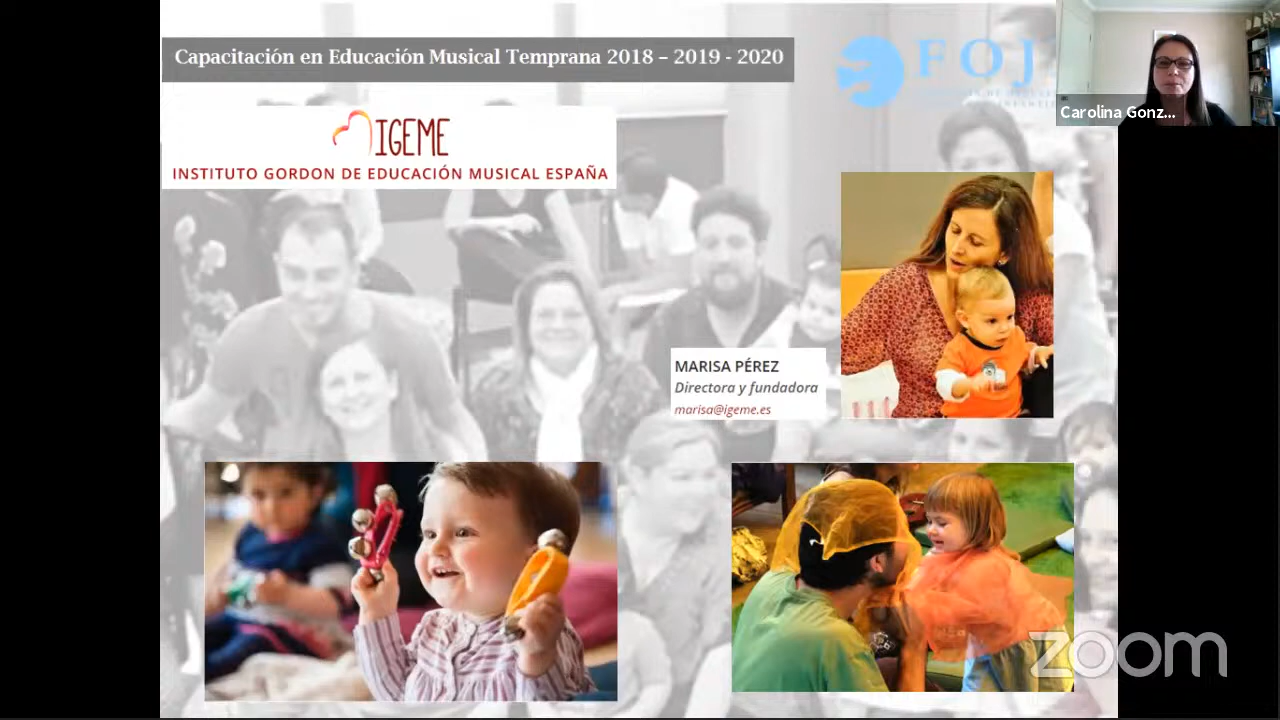 Capacitación en Educación Musical Temprana 2018 – 2019 - 2020
FOJI
Carolina Gonz...
IGEME
INSTITUTO GORDON DE EDUCACIÓN MUSICAL ESPAÑA
MARISA PÉREZ
Directora y fundadora
marisa@igeme.es
zoom